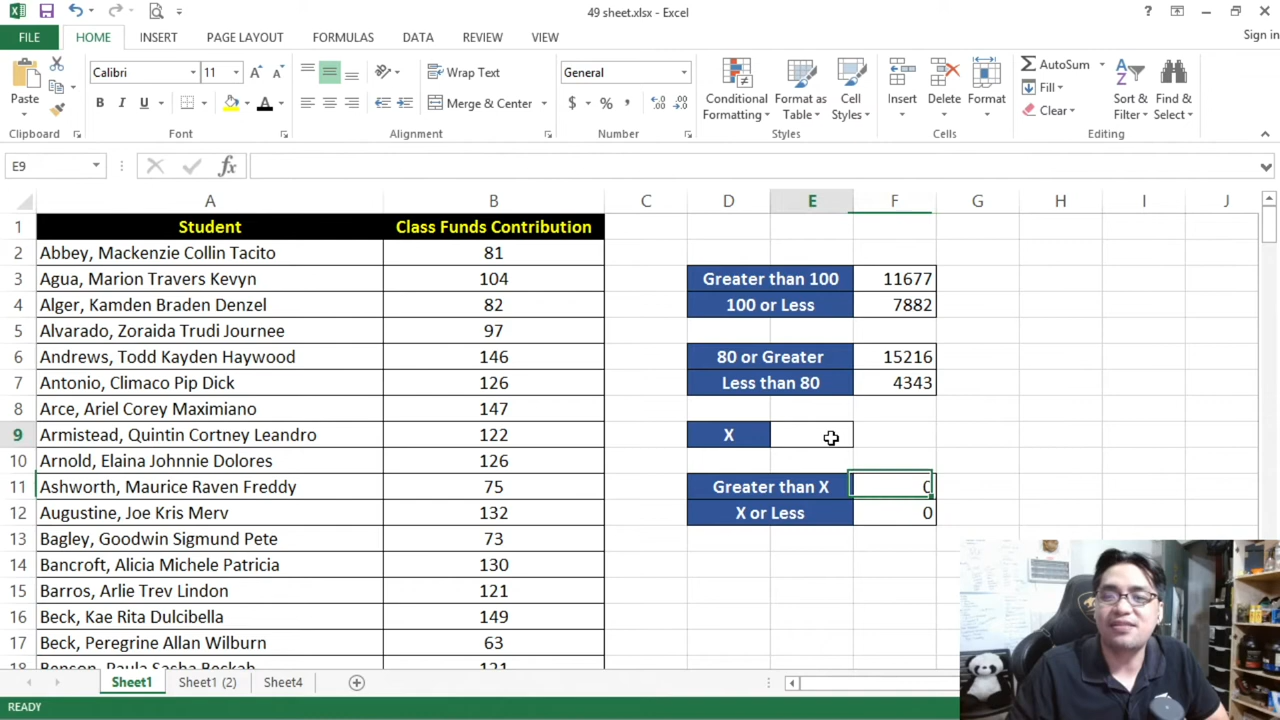 49 sheet.xlsx - Excel
Sign in
FILE HOME INSERT PAGE LAYOUT FORMULAS DATA REVIEW VIEW
Calibri 11 Wrap Text General AutoSum
Paste Fill
B I U Merge & Center $ % , Conditional Formatting Format as Table Cell Styles Insert Delete Format Clear Sort & Filter Find & Select
Clipboard Font Alignment Number Styles Cells Editing
E9 fx
A B C D E F G H I J
1 Student Class Funds Contribution
2 Abbey, Mackenzie Collin Tacito 81
3 Agua, Marion Travers Kevyn 104 Greater than 100 11677
4 Alger, Kamden Braden Denzel 82 100 or Less 7882
5 Alvarado, Zoraida Trudi Journee 97
6 Andrews, Todd Kayden Haywood 146 80 or Greater 15216
7 Antonio, Climaco Pip Dick 126 Less than 80 4343
8 Arce, Ariel Corey Maximiano 147
9 Armistead, Quintin Cortney Leandro 122 X
10 Arnold, Elaina Johnnie Dolores 126
11 Ashworth, Maurice Raven Freddy 75 Greater than X 0
12 Augustine, Joe Kris Merv 132 X or Less 0
13 Bagley, Goodwin Sigmund Pete 73
14 Bancroft, Alicia Michele Patricia 130
15 Barros, Arlie Trev Lindon 121
16 Beck, Kae Rita Dulcibella 149
17 Beck, Peregrine Allan Wilburn 63
18 Benson, Paula Sasha Beckah 121
Sheet1 Sheet1 (2) Sheet4
READY